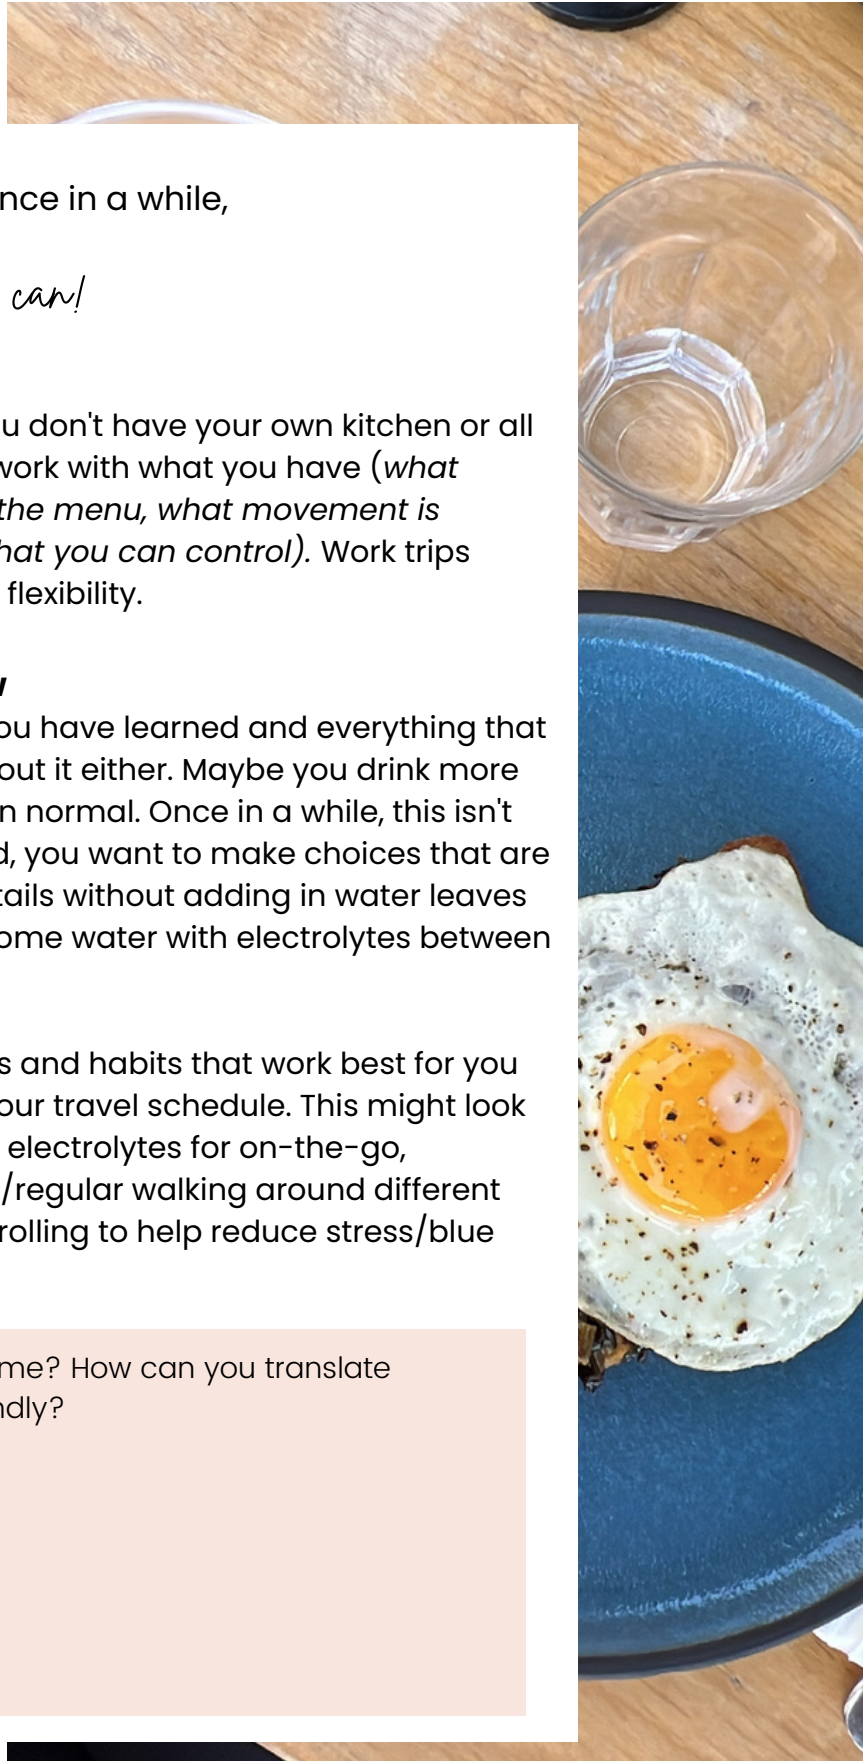 nce in a while,
can!
u don't have your own kitchen or all
work with what you have (what
the menu, what movement is
hat you can control). Work trips
flexibility.
ou have learned and everything that
out it either. Maybe you drink more
n normal. Once in a while, this isn't
d, you want to make choices that are
tails without adding in water leaves
ome water with electrolytes between
s and habits that work best for you
our travel schedule. This might look
electrolytes for on-the-go,
/regular walking around different
rolling to help reduce stress/blue
me? How can you translate
ndly?